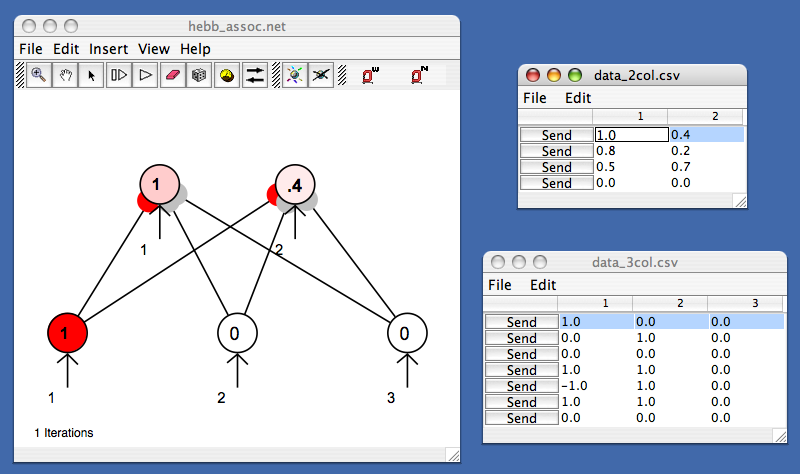 hebb_assoc.net
File Edit Insert View Help
W N
1 .4
1 2
1 0 0
1 2 3
1 Iterations
data_2col.csv
File Edit
1 2
Send 1.0 0.4
Send 0.8 0.2
Send 0.5 0.7
Send 0.0 0.0
data_3col.csv
File Edit
1 2 3
Send 1.0 0.0 0.0
Send 0.0 1.0 0.0
Send 0.0 0.0 0.0
Send 1.0 1.0 0.0
Send -1.0 1.0 0.0
Send 1.0 1.0 0.0
Send 0.0 0.0 0.0